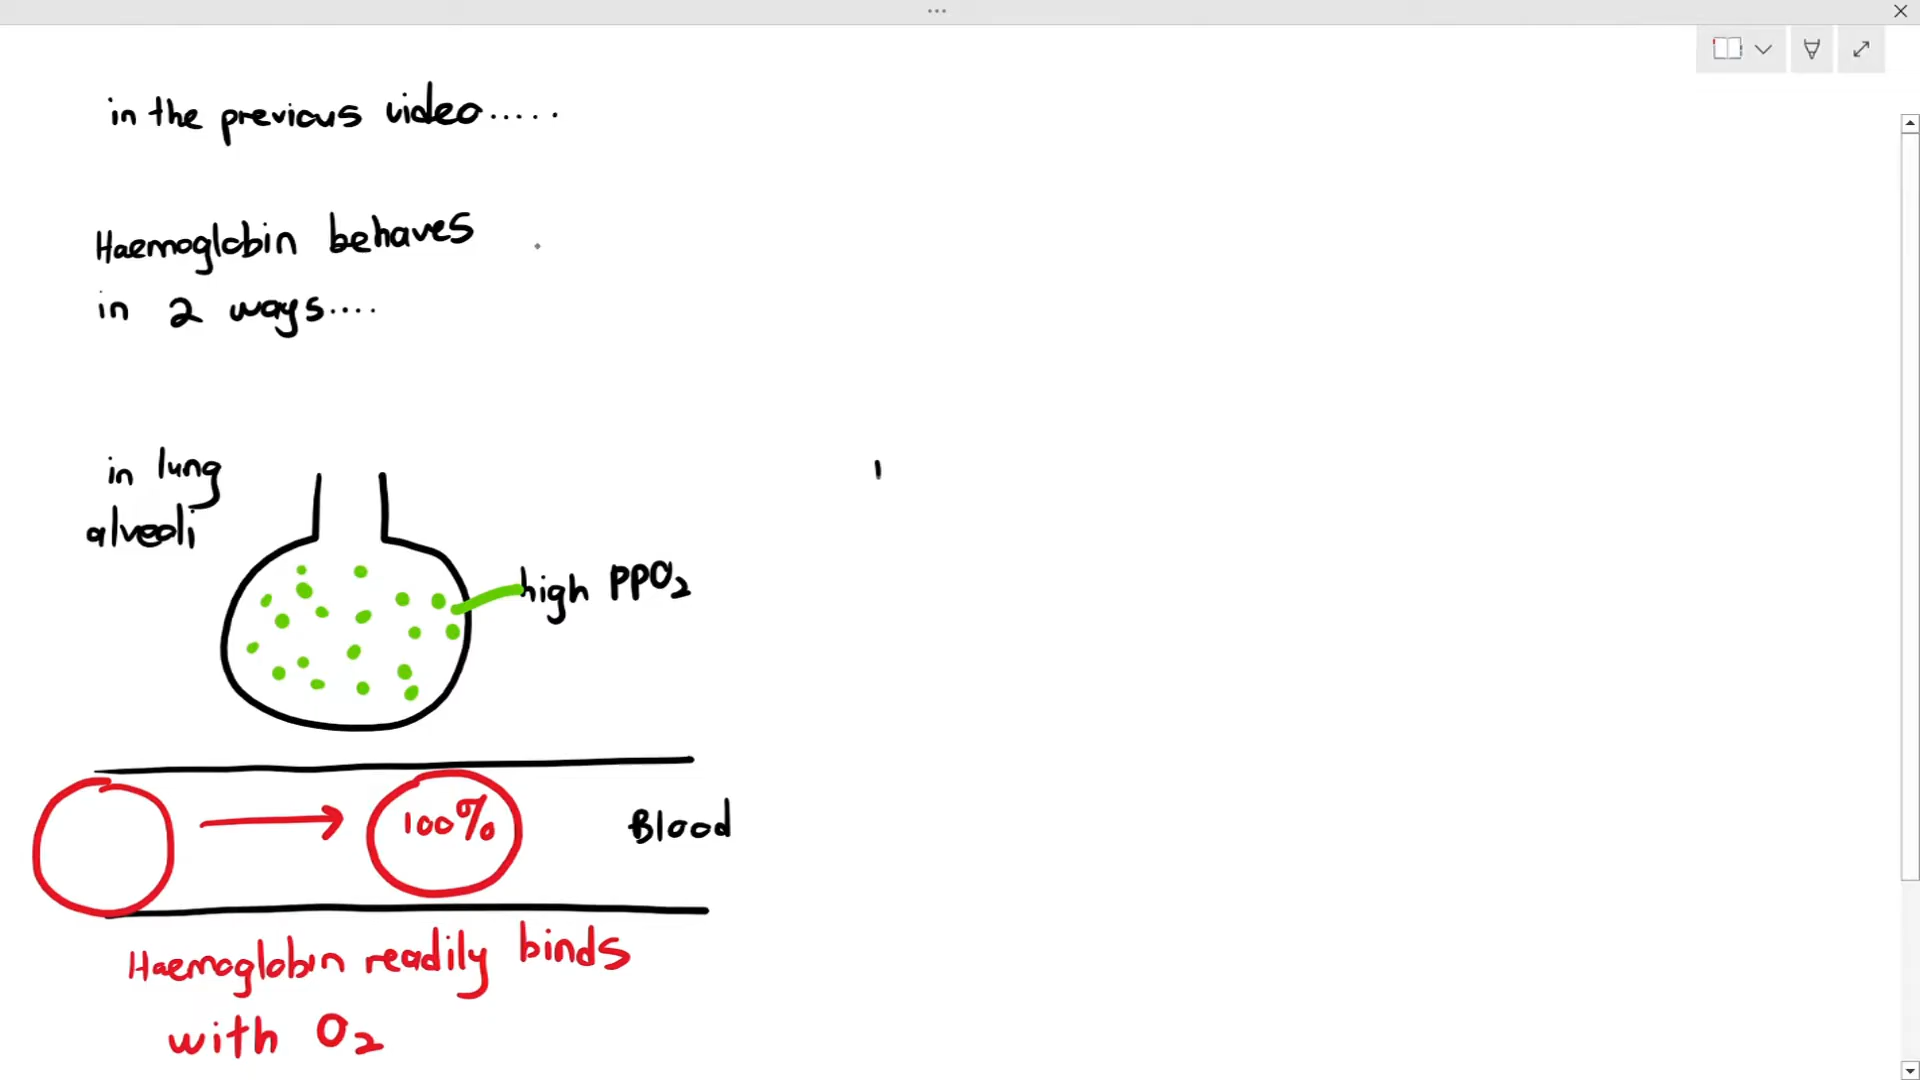 in the previous video.....
Haemoglobin behaves
in 2 ways....
in lung
alveoli
high PPO₂
100%
Blood
Haemoglobin readily binds
with O₂